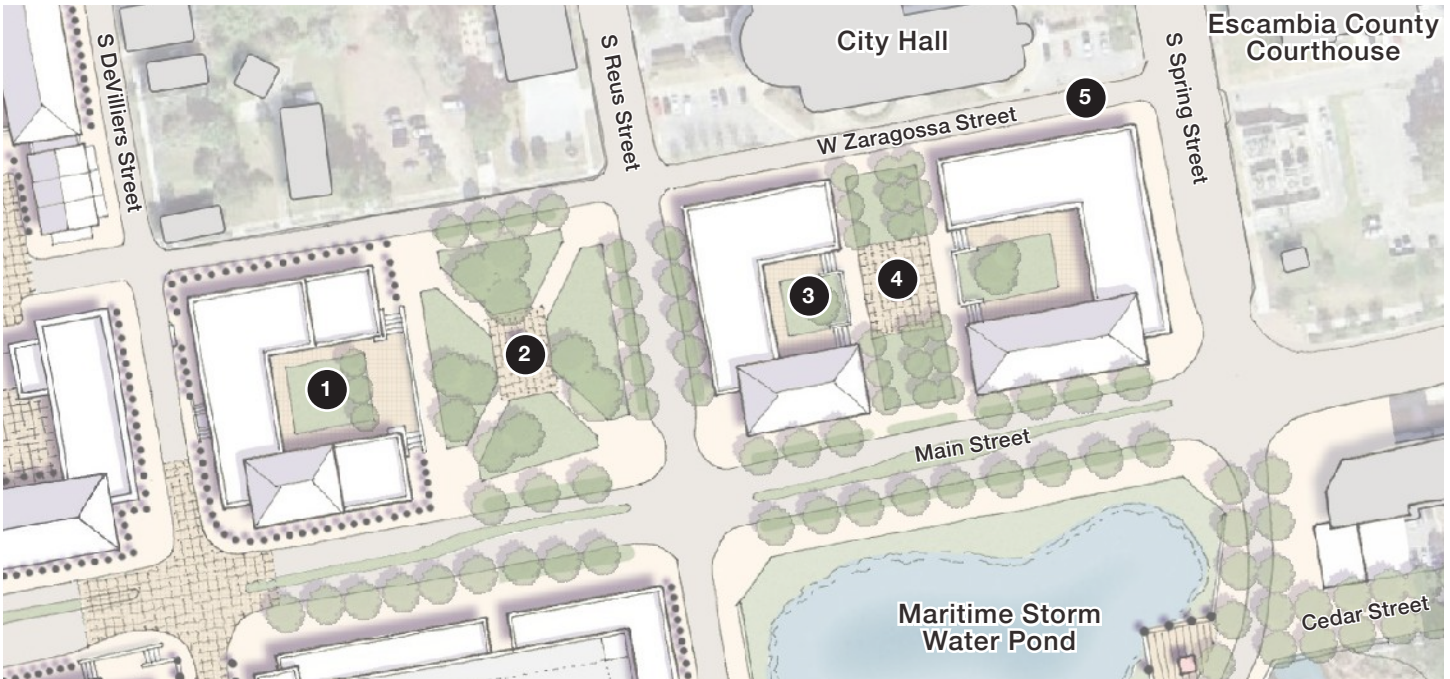 City Hall
Escambia County
Courthouse
S DeVilliers Street
S Reus Street
S Spring Street
5
W Zaragossa Street
4
3
2
1
Main Street
Maritime Storm
Water Pond
Cedar Street